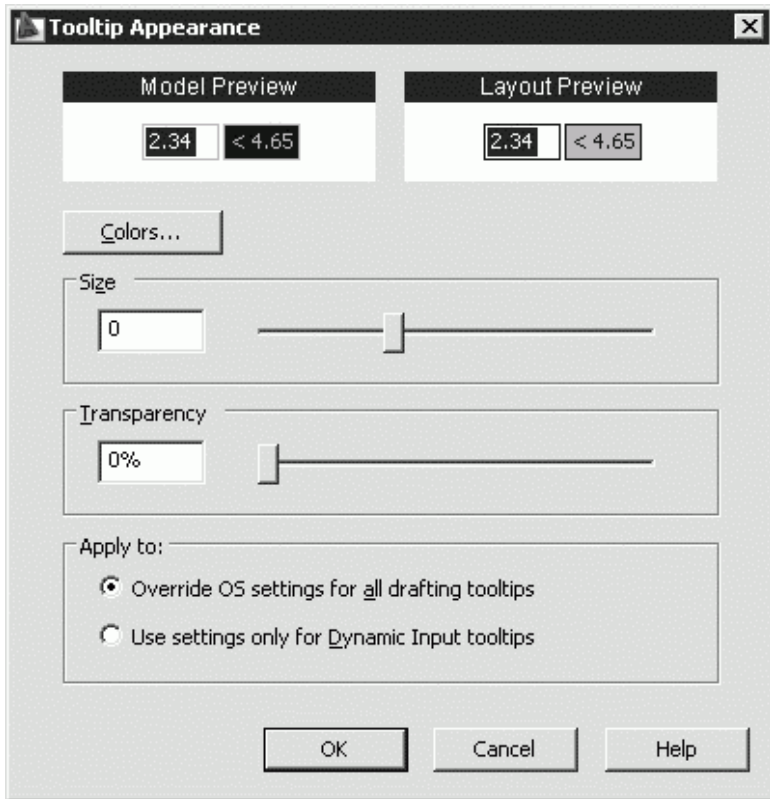 Tooltip Appearance
Model Preview
Layout Preview
2.34 < 4.65
2.34 < 4.65
Colors...
Size
0
Transparency
0%
Apply to:
Override OS settings for all drafting tooltips
Use settings only for Dynamic Input tooltips
OK
Cancel
Help